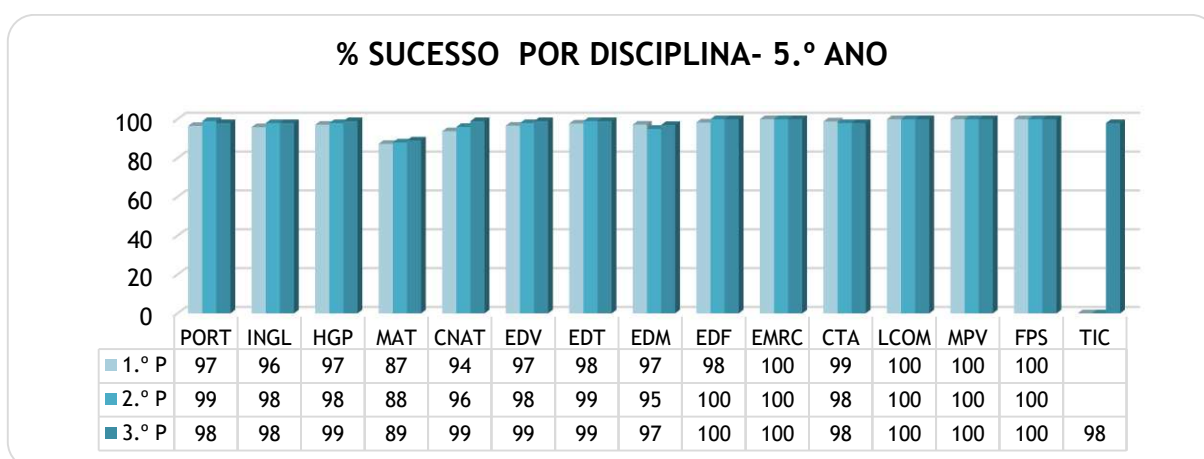 % SUCESSO POR DISCIPLINA- 5.º ANO
100
80
60
40
20
0
PORT INGL HGP MAT CNAT EDV EDT EDM EDF EMRC CTA LCOM MPV FPS TIC
1.º P 97 96 97 87 94 97 98 97 98 100 99 100 100 100
2.º P 99 98 98 88 96 98 99 95 100 100 98 100 100 100
3.º P 98 98 99 89 99 99 99 97 100 100 98 100 100 100 98